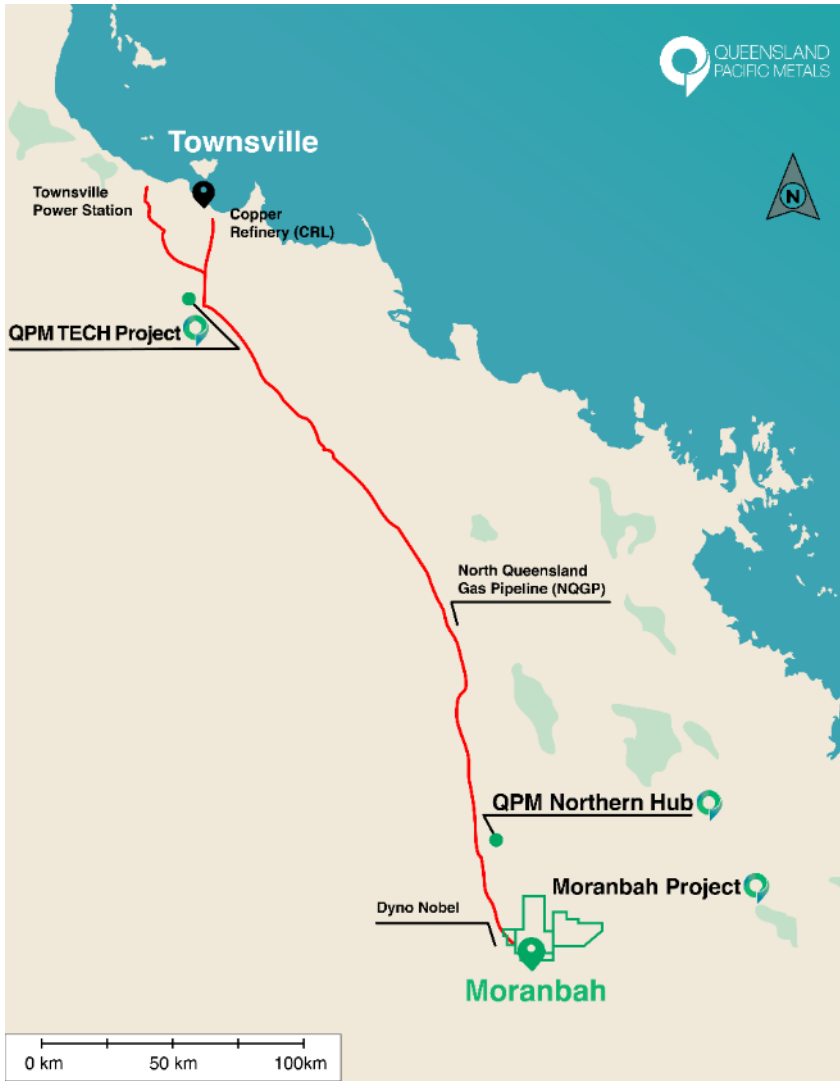 QUEENSLAND
PACIFIC METALS
Townsville
N
Townsville
Power Station
Copper
Refinery (CRL)
QPM TECH Project
North Queensland
Gas Pipeline (NQGP)
QPM Northern Hub
Moranbah Project
Dyno Nobel
Moranbah
0 km 50 km 100km